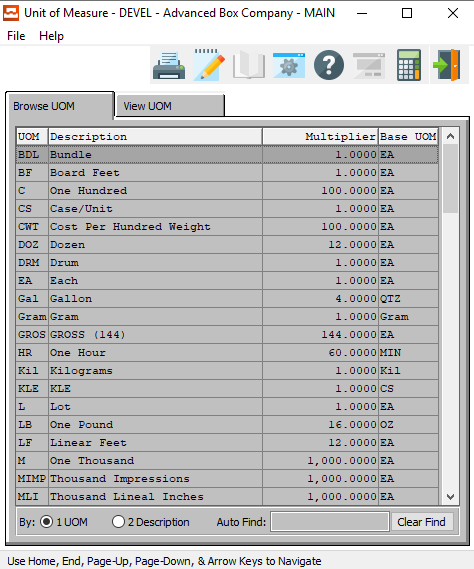 Unit of Measure - DEVEL - Advanced Box Company - MAIN
File Help
?
Browse UOM View UOM
UOM Description Multiplier Base UOM
BDL Bundle 1.0000 EA
BF Board Feet 1.0000 EA
C One Hundred 100.0000 EA
CS Case/Unit 1.0000 EA
CWT Cost Per Hundred Weight 100.0000 EA
DOZ Dozen 12.0000 EA
DRM Drum 1.0000 EA
EA Each 1.0000 EA
Gal Gallon 4.0000 QTZ
Gram Gram 1.0000 Gram
GROS GROSS (144) 144.0000 EA
HR One Hour 60.0000 MIN
Kil Kilograms 1.0000 Kil
KLE KLE 1.0000 CS
L Lot 1.0000 EA
LB One Pound 16.0000 OZ
LF Linear Feet 12.0000 EA
M One Thousand 1,000.0000 EA
MIMP Thousand Impressions 1,000.0000 EA
MLI Thousand Lineal Inches 1,000.0000 EA
By: 1 UOM 2 Description Auto Find: Clear Find
Use Home, End, Page-Up, Page-Down, & Arrow Keys to Navigate